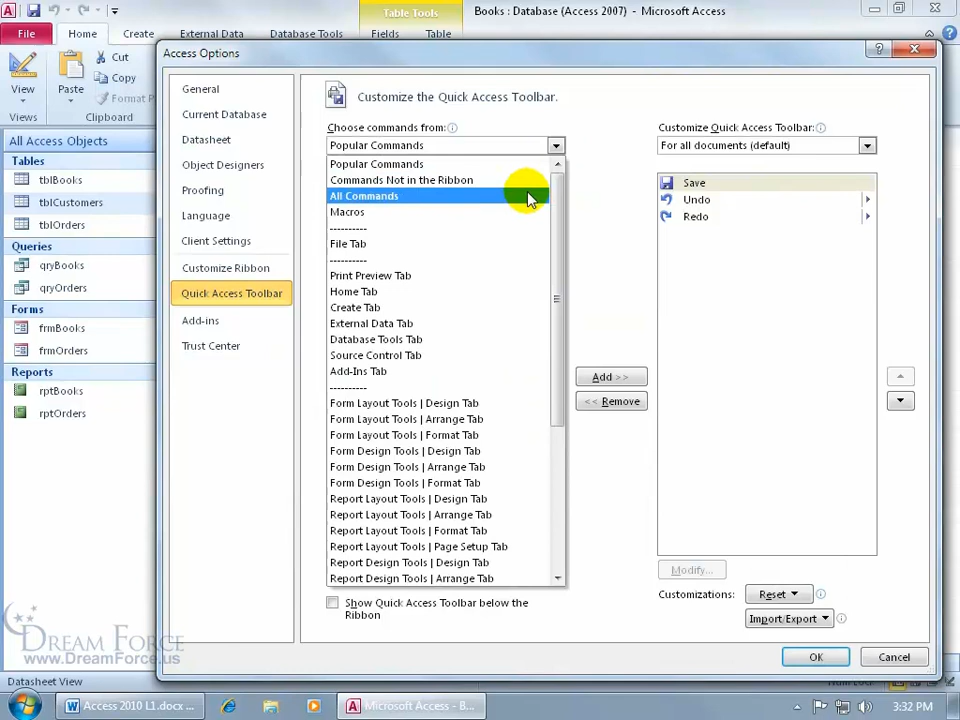 Table Tools
Books : Database (Access 2007) - Microsoft Access
File
Home
Create
External Data
Database Tools
Fields
Table
View
Views
Paste
Cut
Copy
Format P
Clipboard
All Access Objects
Tables
tblBooks
tblCustomers
tblOrders
Queries
qryBooks
qryOrders
Forms
frmBooks
frmOrders
Reports
rptBooks
rptOrders
Access Options
General
Current Database
Datasheet
Object Designers
Proofing
Language
Client Settings
Customize Ribbon
Quick Access Toolbar
Add-ins
Trust Center
Customize the Quick Access Toolbar.
Choose commands from:
Popular Commands
Popular Commands
Commands Not in the Ribbon
All Commands
Macros
----------
File Tab
----------
Print Preview Tab
Home Tab
Create Tab
External Data Tab
Database Tools Tab
Source Control Tab
Add-Ins Tab
----------
Form Layout Tools | Design Tab
Form Layout Tools | Arrange Tab
Form Layout Tools | Format Tab
Form Design Tools | Design Tab
Form Design Tools | Arrange Tab
Form Design Tools | Format Tab
Report Layout Tools | Design Tab
Report Layout Tools | Arrange Tab
Report Layout Tools | Format Tab
Report Layout Tools | Page Setup Tab
Report Design Tools | Design Tab
Report Design Tools | Arrange Tab
Show Quick Access Toolbar below the
Ribbon
Add >>
<< Remove
Customize Quick Access Toolbar:
For all documents (default)
Save
Undo
Redo
Modify...
Customizations:
Reset
Import/Export
OK
Cancel
DREAM FORCE
www.DreamForce.us
Datasheet View
Num Lock
Access 2010 L1.docx ...
Microsoft Access - B...
3:32 PM